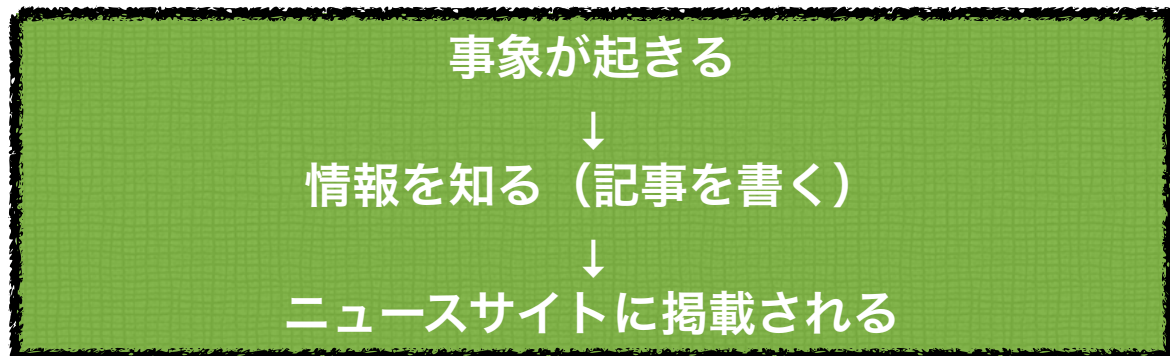 事象が起きる
↓
情報を知る（記事を書く）
↓
ニュースサイトに掲載される